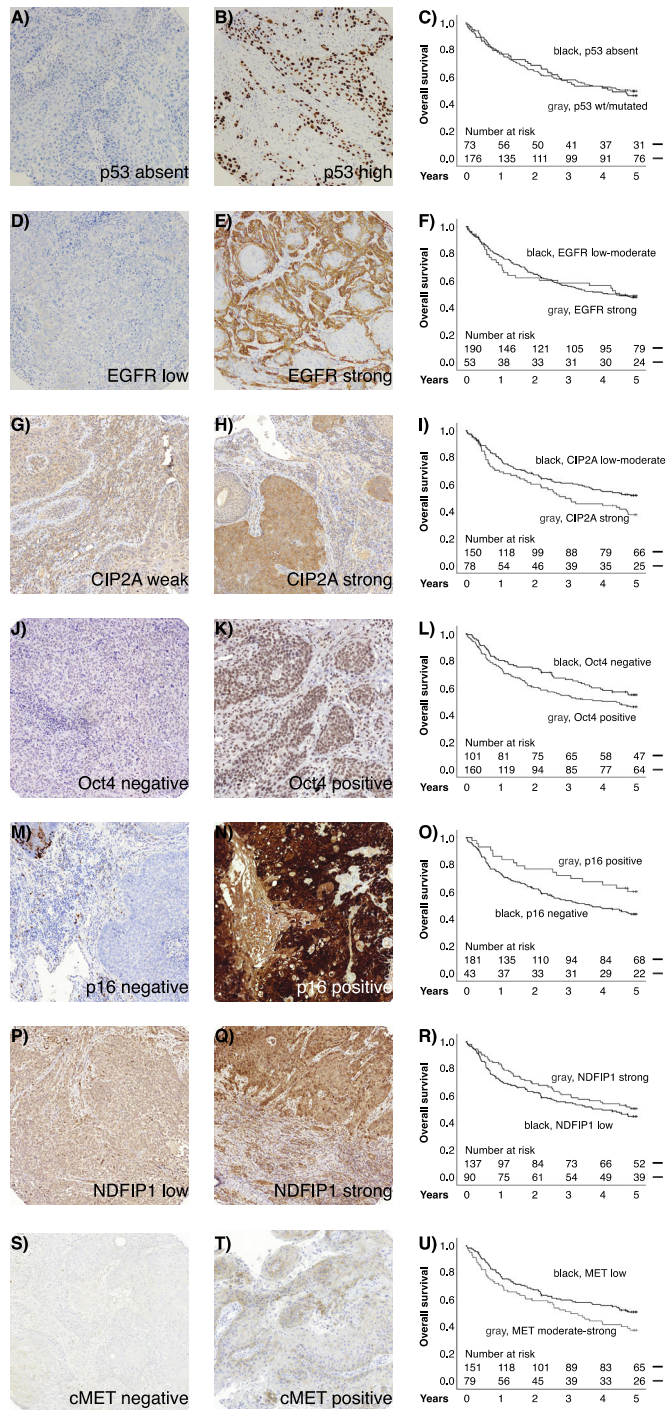 A)
p53 absent
B)
p53 high
C)
Overall survival
1.0
0.8
0.6
0.4
0.2
0.0
black, p53 absent
gray, p53 wt/mutated
Number at risk
73 56 50 41 37 31
176 135 111 99 91 76
Years 0 1 2 3 4 5
D)
EGFR low
E)
EGFR strong
F)
Overall survival
1.0
0.8
0.6
0.4
0.2
0.0
black, EGFR low-moderate
gray, EGFR strong
Number at risk
190 146 121 105 95 79
53 38 33 31 30 24
Years 0 1 2 3 4 5
G)
CIP2A weak
H)
CIP2A strong
I)
Overall survival
1.0
0.8
0.6
0.4
0.2
0.0
black, CIP2A low-moderate
gray, CIP2A strong
Number at risk
150 118 99 88 79 66
78 54 46 39 35 25
Years 0 1 2 3 4 5
J)
Oct4 negative
K)
Oct4 positive
L)
Overall survival
1.0
0.8
0.6
0.4
0.2
0.0
black, Oct4 negative
gray, Oct4 positive
Number at risk
101 81 75 65 58 47
160 119 94 85 77 64
Years 0 1 2 3 4 5
M)
p16 negative
N)
p16 positive
O)
Overall survival
1.0
0.8
0.6
0.4
0.2
0.0
gray, p16 positive
black, p16 negative
Number at risk
181 135 110 94 84 68
43 37 33 31 29 22
Years 0 1 2 3 4 5
P)
NDFIP1 low
Q)
NDFIP1 strong
R)
Overall survival
1.0
0.8
0.6
0.4
0.2
0.0
gray, NDFIP1 strong
black, NDFIP1 low
Number at risk
137 97 84 73 66 52
90 75 61 54 49 39
Years 0 1 2 3 4 5
S)
cMET negative
T)
cMET positive
U)
Overall survival
1.0
0.8
0.6
0.4
0.2
0.0
black, MET low
gray, MET moderate-strong
Number at risk
151 118 101 89 83 65
79 56 45 39 33 26
Years 0 1 2 3 4 5